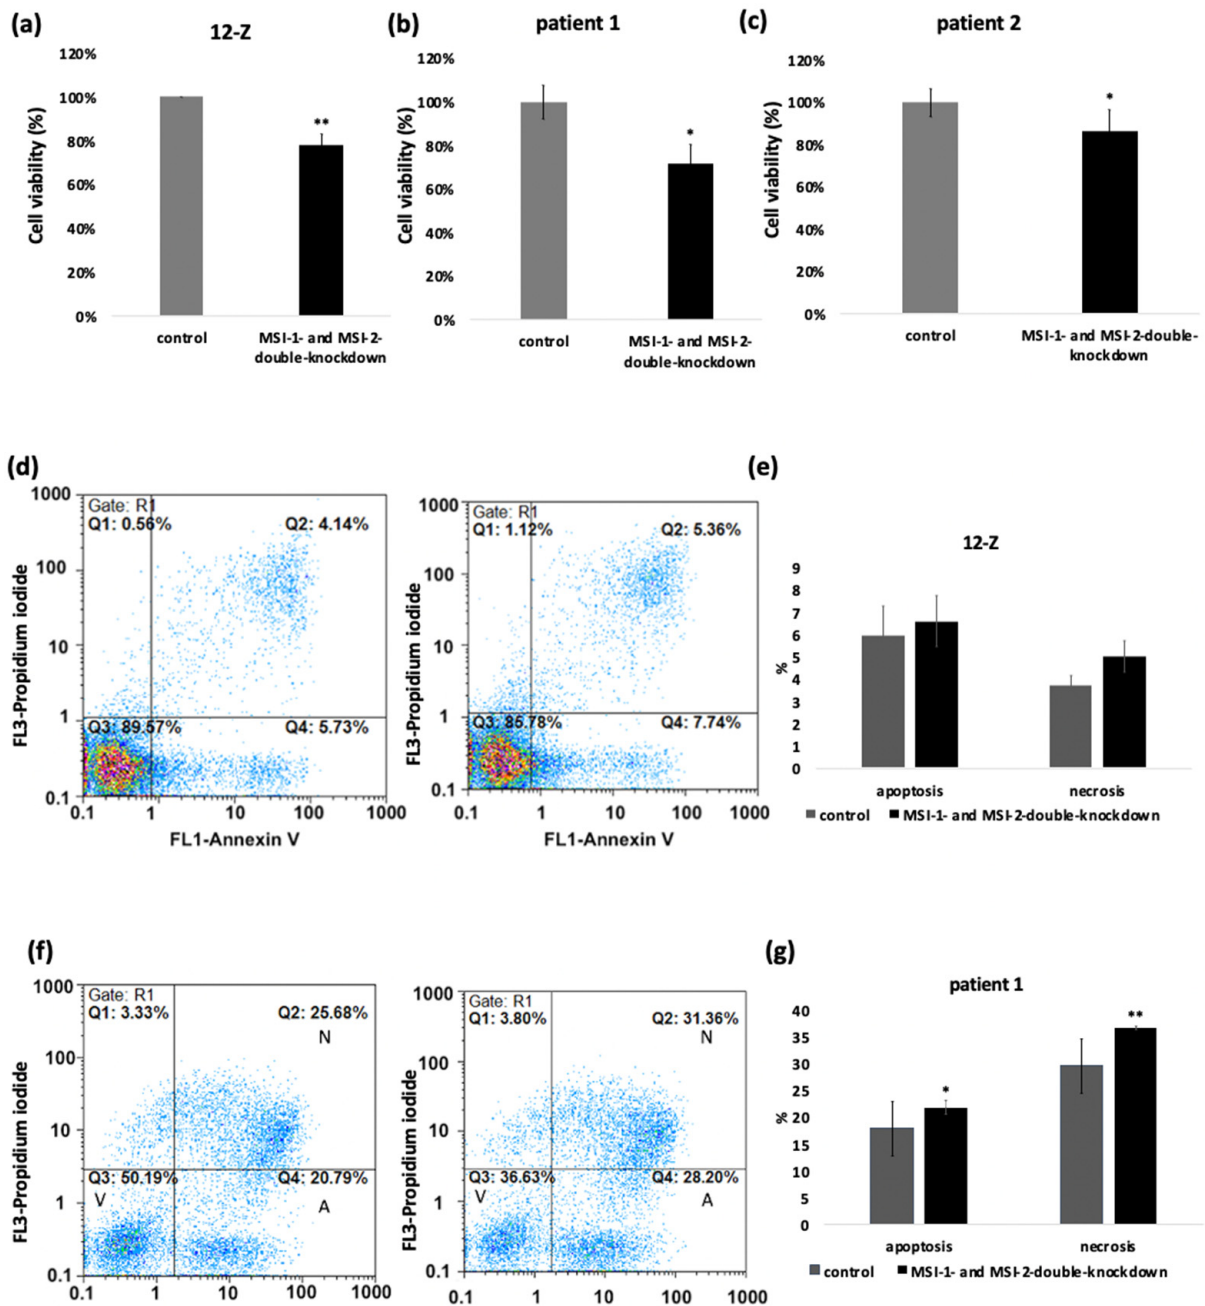 (a)
12-Z
120%
100%
80%
60%
40%
20%
0%
Cell viability (%)
**
control
MSI-1- and MSI-2-
double-knockdown
(b)
patient 1
120%
100%
80%
60%
40%
20%
0%
Cell viability (%)
*
control
MSI-1- and MSI-2-
double-knockdown
(c)
patient 2
120%
100%
80%
60%
40%
20%
0%
Cell viability (%)
*
control
MSI-1- and MSI-2-double-
knockdown
(d)
1000
100
10
1
0.1
FL3-Propidium iodide
Gate: R1
Q1: 0.56%
Q2: 4.14%
Q3: 89.57%
Q4: 5.73%
0.1
1
10
100
1000
FL1-Annexin V
1000
100
10
1
0.1
FL3-Propidium iodide
Gate: R1
Q1: 1.12%
Q2: 5.36%
Q3: 85.78%
Q4: 7.74%
0.1
1
10
100
1000
FL1-Annexin V
(e)
12-Z
9
8
7
6
5
4
3
2
1
0
%
apoptosis
necrosis
control
MSI-1- and MSI-2-double-knockdown
(f)
1000
100
10
1
0.1
FL3-Propidium iodide
Gate: R1
Q1: 3.33%
Q2: 25.68%
N
Q3: 50.19%
V
Q4: 20.79%
A
0.1
1
10
100
1000
1000
100
10
1
0.1
FL3-Propidium iodide
Gate: R1
Q1: 3.80%
Q2: 31.36%
N
Q3: 36.63%
V
Q4: 28.20%
A
0.1
1
10
100
1000
(g)
patient 1
40
35
30
25
20
15
10
5
0
%
*
**
apoptosis
necrosis
control
MSI-1- and MSI-2-double-knockdown